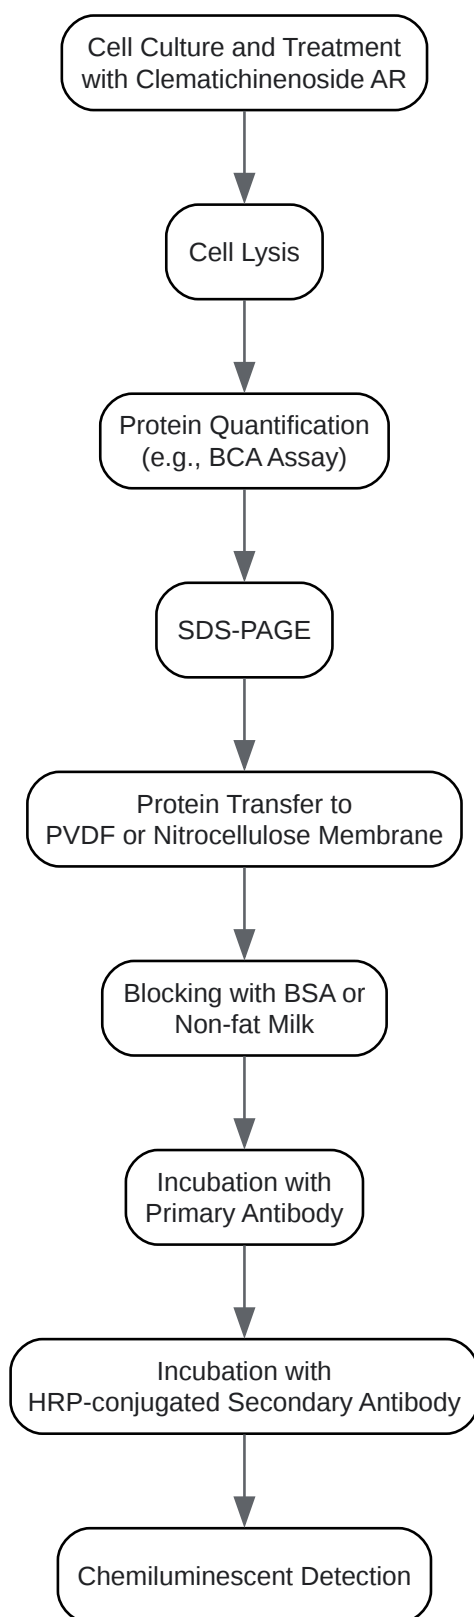 Cell Culture and Treatment
with Clematichinenoside AR
Cell Lysis
Protein Quantification
(e.g., BCA Assay)
SDS-PAGE
Protein Transfer to
PVDF or Nitrocellulose Membrane
Blocking with BSA or
Non-fat Milk
Incubation with
Primary Antibody
Incubation with
HRP-conjugated Secondary Antibody
Chemiluminescent Detection